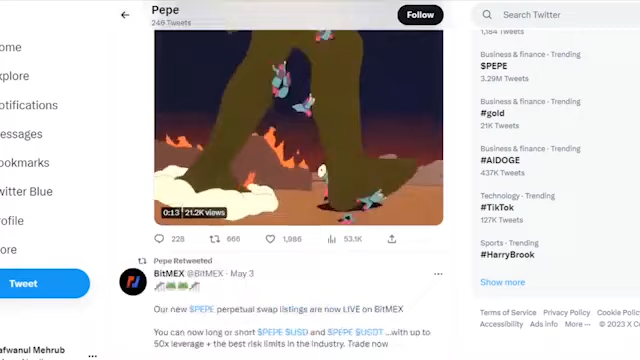 Pepe
246 Tweets
Follow
Search Twitter
ome
xplore
otifications
essages
ookmarks
witter Blue
rofile
ore
Tweet
afwanul Mehrub
0:13 21.2K views
228 666 1,986 53.1K
Pepe Retweeted
BitMEX @BitMEX · May 3
Our new $PEPE perpetual swap listings are now LIVE on BitMEX
You can now long or short $PEPE $USD and $PEPE $USDT ...with up to
50x leverage + the best risk limits in the industry. Trade now
1,184 Tweets
Business & finance · Trending
$PEPE
3.29M Tweets
Business & finance · Trending
#gold
21K Tweets
Business & finance · Trending
#AIDOGE
437K Tweets
Technology · Trending
#TikTok
127K Tweets
Sports · Trending
#HarryBrook
Show more
Terms of Service Privacy Policy Cookie Polic
Accessibility Ads info More ··· © 2023 X C